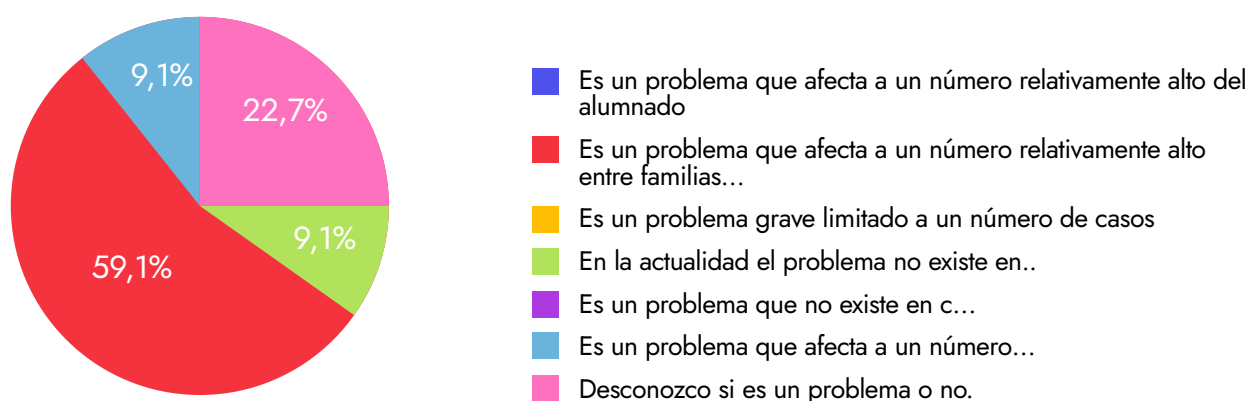 9,1%
22,7%
9,1%
59,1%
Es un problema que afecta a un número relativamente alto del
alumnado
Es un problema que afecta a un número relativamente alto
entre familias...
Es un problema grave limitado a un número de casos
En la actualidad el problema no existe en..
Es un problema que no existe en c...
Es un problema que afecta a un número...
Desconozco si es un problema o no.